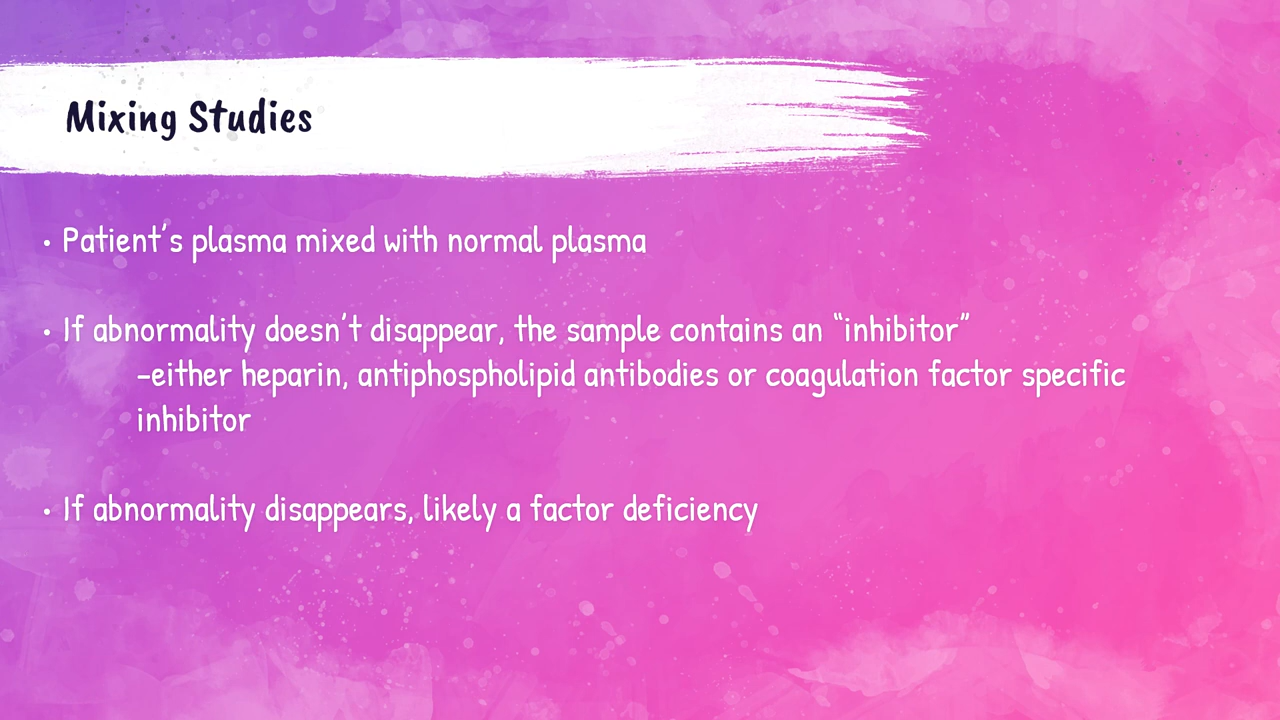 Mixing Studies
• Patient’s plasma mixed with normal plasma
• If abnormality doesn’t disappear, the sample contains an “inhibitor”
-either heparin, antiphospholipid antibodies or coagulation factor specific
inhibitor
• If abnormality disappears, likely a factor deficiency